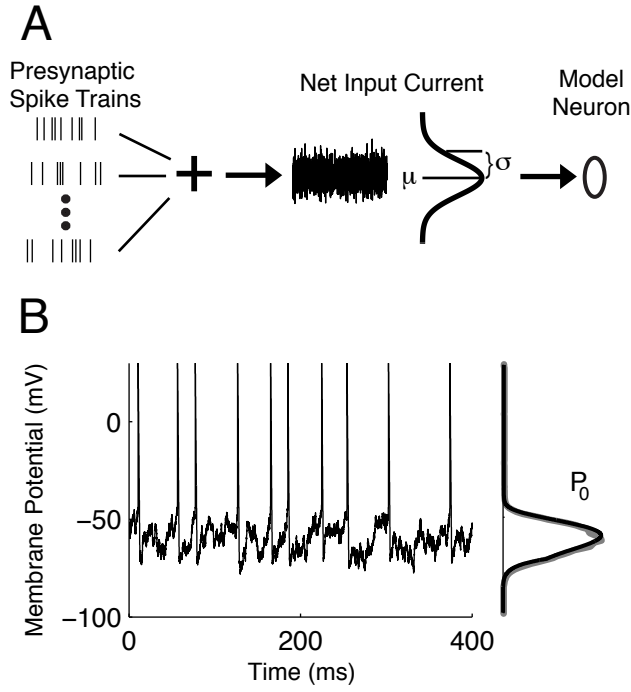 A
Presynaptic
Spike Trains
Net Input Current
Model
Neuron
+
μ
σ
B
Membrane Potential (mV)
0
−50
−100
0
200
400
Time (ms)
P0